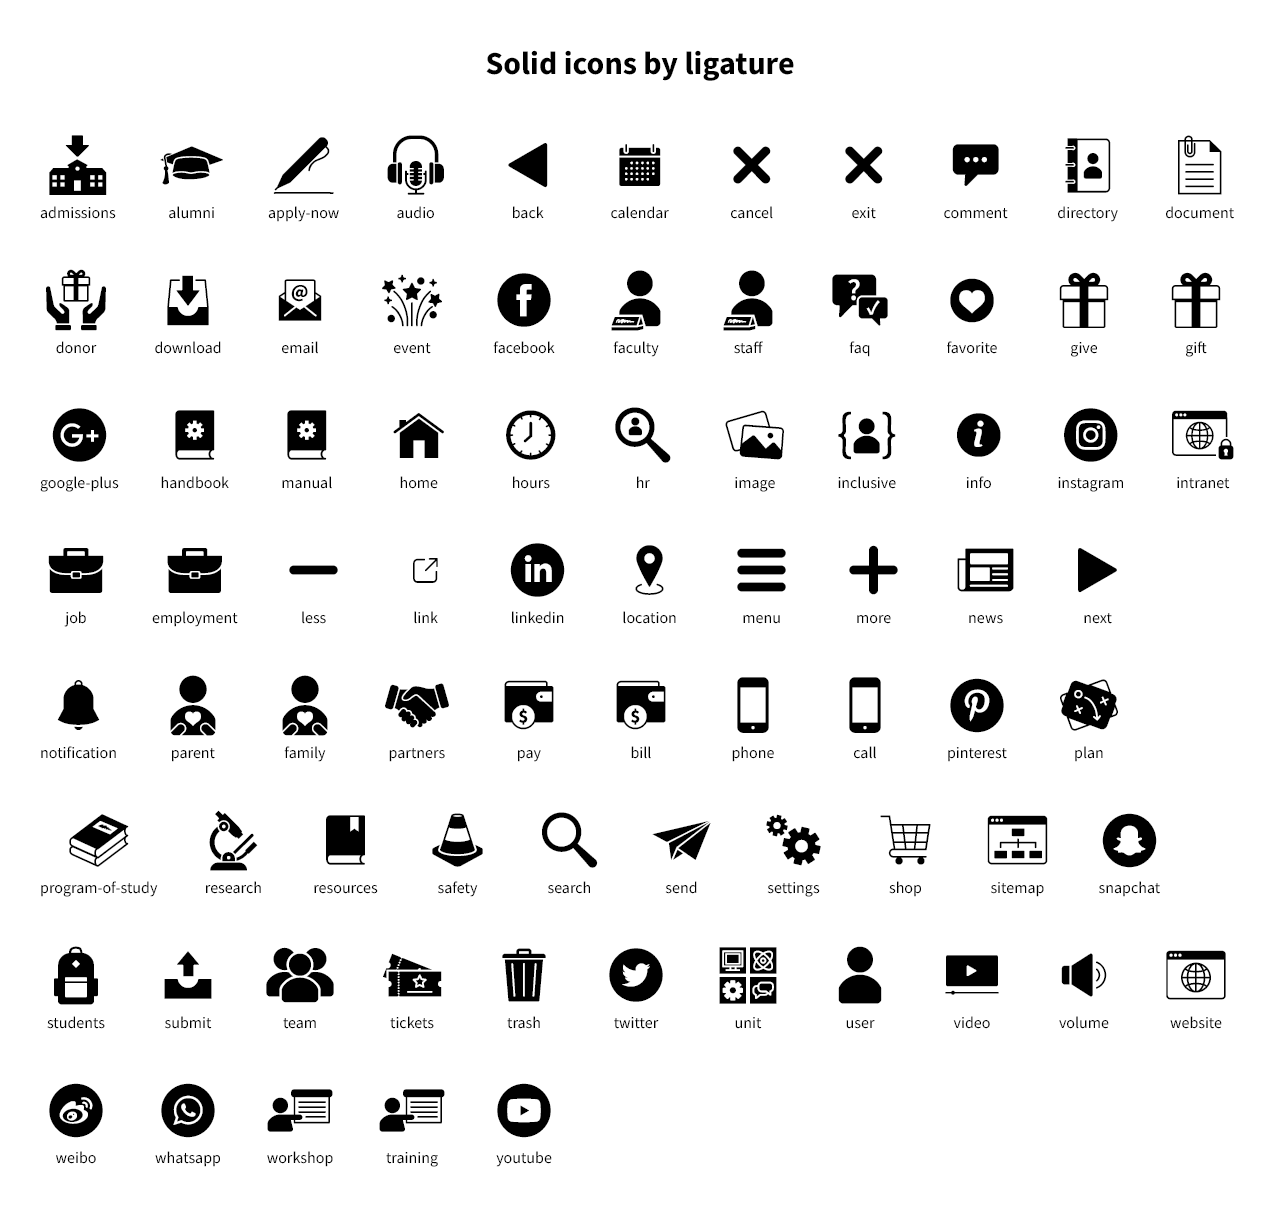 Solid icons by ligature
admissions alumni apply-now audio back calendar cancel exit comment directory document
donor download email event facebook faculty staff faq favorite give gift
google-plus handbook manual home hours hr image inclusive info instagram intranet
job employment less link linkedin location menu more news next
notification parent family partners pay bill phone call pinterest plan
program-of-study research resources safety search send settings shop sitemap snapchat
students submit team tickets trash twitter unit user video volume website
weibo whatsapp workshop training youtube